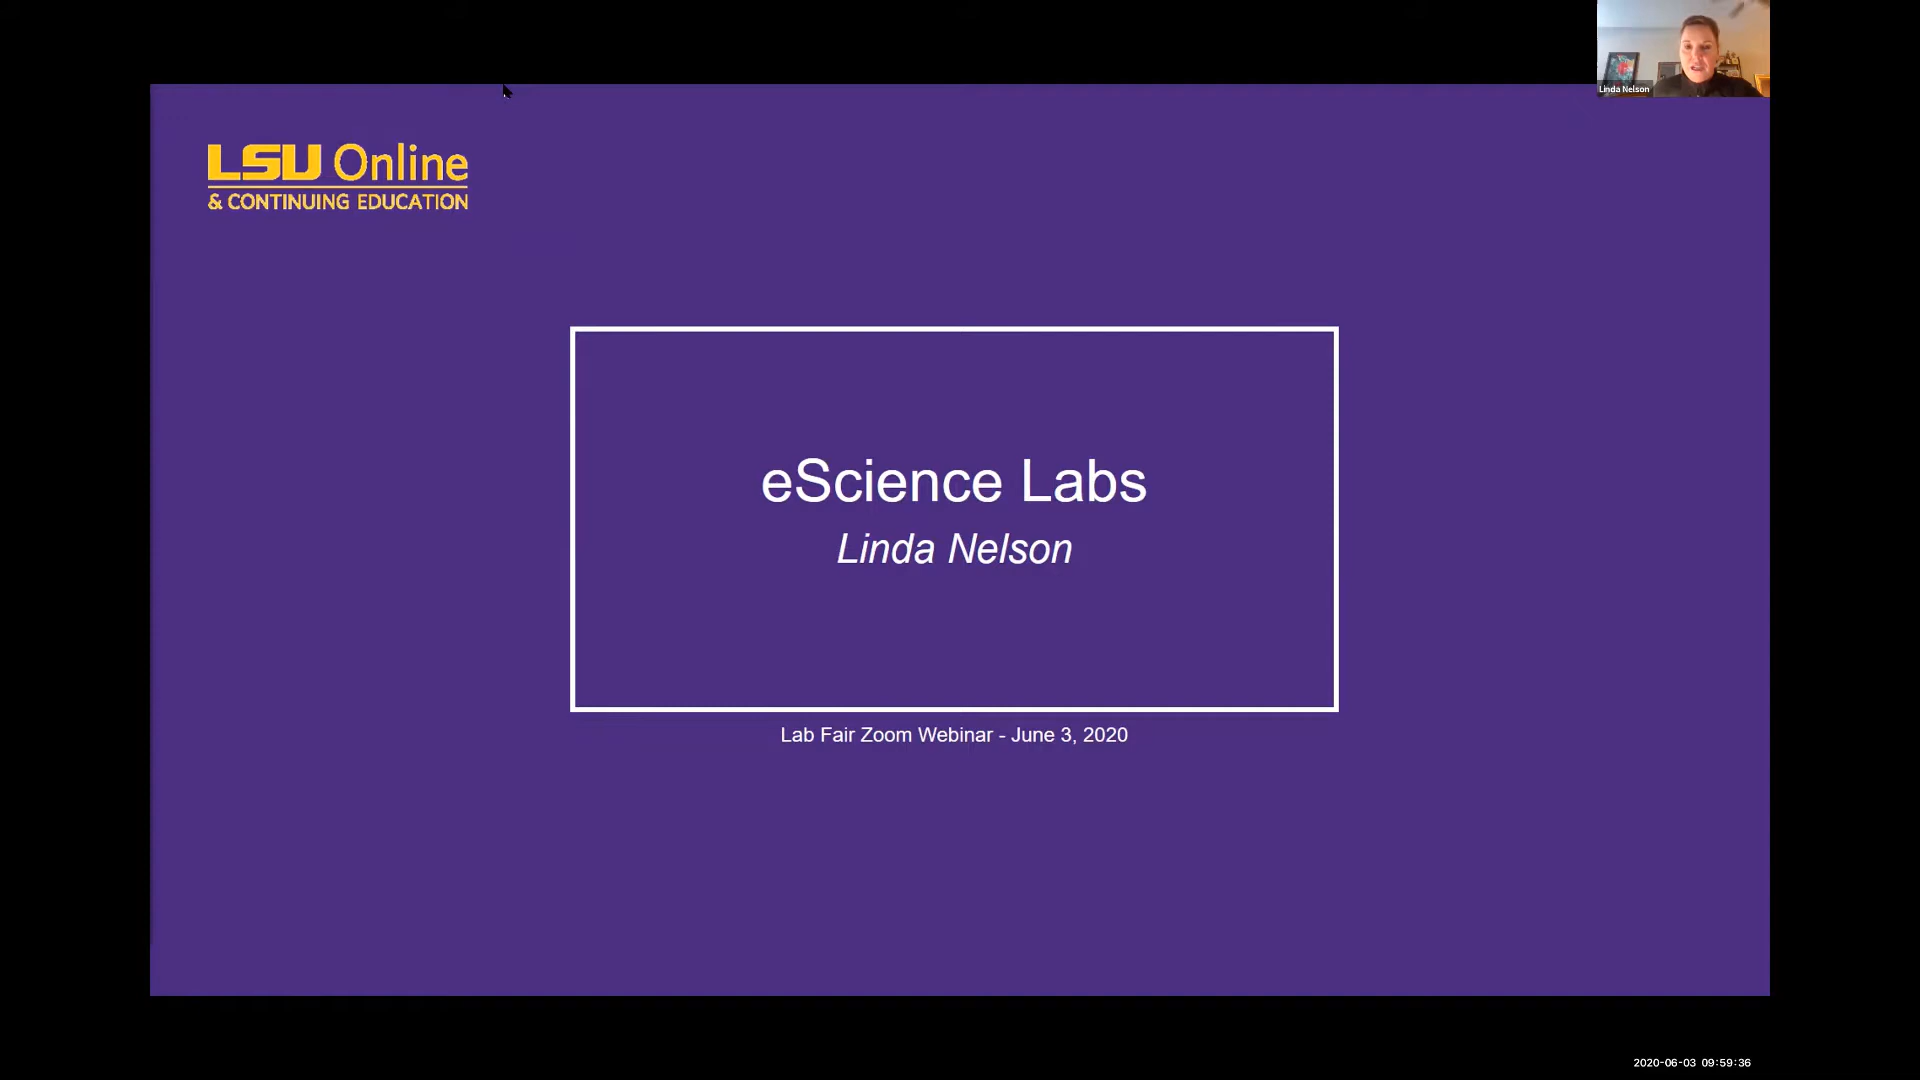 Linda Nelson
LSU Online
& CONTINUING EDUCATION
eScience Labs
Linda Nelson
Lab Fair Zoom Webinar - June 3, 2020
2020-06-03 09:59:36